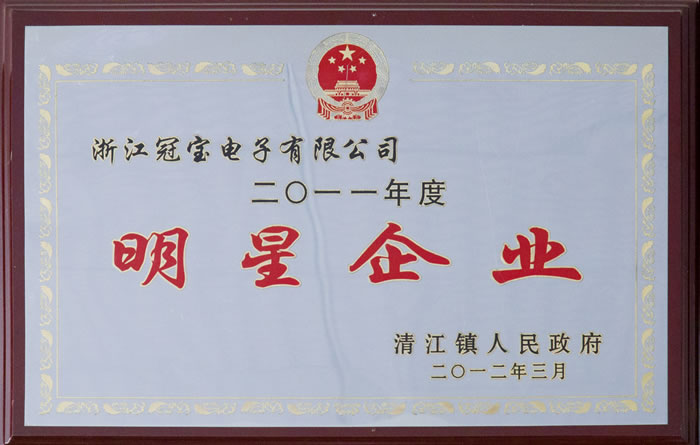 浙江冠宝电子有限公司
二〇一一年度
明星企业
清江镇人民政府
二〇一二年三月